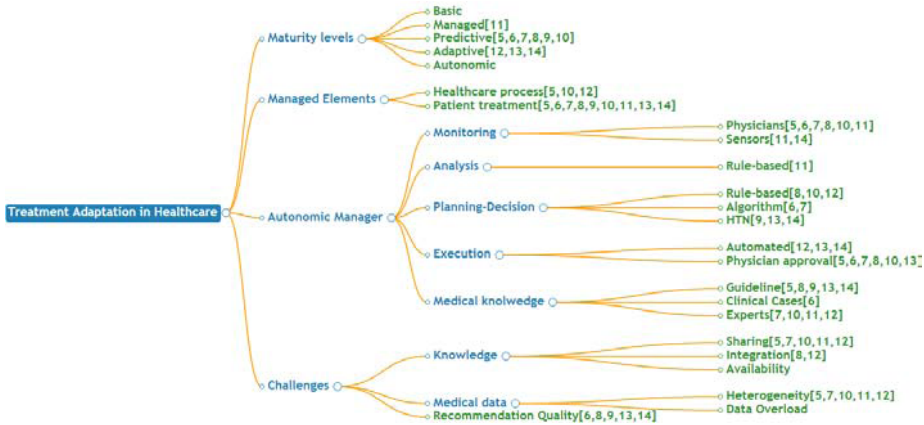 Treatment Adaptation in Healthcare
Maturity levels
Basic
Managed[11]
Predictive[5,6,7,8,9,10]
Adaptive[12,13,14]
Autonomic
Managed Elements
Healthcare process[5,10,12]
Patient treatment[5,6,7,8,9,10,11,13,14]
Autonomic Manager
Monitoring
Physicians[5,6,7,8,10,11]
Sensors[11,14]
Analysis
Rule-based[11]
Planning-Decision
Rule-based[8,10,12]
Algorithm[6,7]
HTN[9,13,14]
Execution
Automated[12,13,14]
Physician approval[5,6,7,8,10,13]
Medical knolwedge
Guideline[5,8,9,13,14]
Clinical Cases[6]
Experts[7,10,11,12]
Challenges
Knowledge
Sharing[5,7,10,11,12]
Integration[8,12]
Availability
Medical data
Heterogeneity[5,7,10,11,12]
Data Overload
Recommendation Quality[6,8,9,13,14]